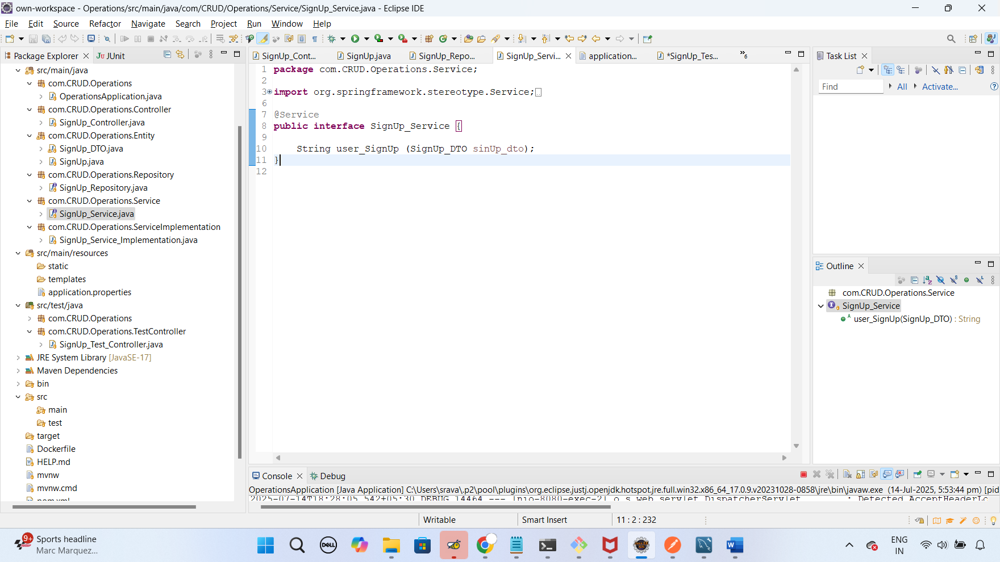 own-workspace - Operations/src/main/java/com/CRUD/Operations/Service/SignUp_Service.java - Eclipse IDE
File Edit Source Refactor Navigate Search Project Run Window Help
Package Explorer
JUnit
src/main/java
com.CRUD.Operations
OperationsApplication.java
com.CRUD.Operations.Controller
SignUp_Controller.java
com.CRUD.Operations.Entity
SignUp_DTO.java
SignUp.java
com.CRUD.Operations.Repository
SignUp_Repository.java
com.CRUD.Operations.Service
SignUp_Service.java
com.CRUD.Operations.ServiceImplementation
SignUp_Service_Implementation.java
src/main/resources
static
templates
application.properties
src/test/java
com.CRUD.Operations
com.CRUD.Operations.TestController
SignUp_Test_Controller.java
JRE System Library [JavaSE-17]
Maven Dependencies
bin
src
main
test
target
Dockerfile
HELP.md
mvnw
mvnw.cmd
SignUp_Cont... SignUp.java SignUp_Repo... SignUp_Servi... application... *SignUp_Tes... »6
1 package com.CRUD.Operations.Service;
2
3 import org.springframework.stereotype.Service;
6
7 @Service
8 public interface SignUp_Service {
9
10 String user_SignUp (SignUp_DTO sinUp_dto);
11 }
12
Task List
Find
All
Activate...
Outline
com.CRUD.Operations.Service
SignUp_Service
user_SignUp(SignUp_DTO) : String
Console
Debug
OperationsApplication [Java Application] C:\Users\srava\.p2\pool\plugins\org.eclipse.justj.openjdk.hotspot.jre.full.win32.x86_64_17.0.9.v20231028-0858\jre\bin\javaw.exe (14-Jul-2025, 5:53:44 pm) [pid
2025-07-14T18:28:05.542+05:30 DEBUG 14464 --- [nio-8080-exec-2] o.s.web.servlet.DispatcherServlet : Detected AcceptHeaderLo
Writable
Smart Insert
11 : 2 : 232
9+
Sports headline
Marc Marquez...
DELL
ENG
IN